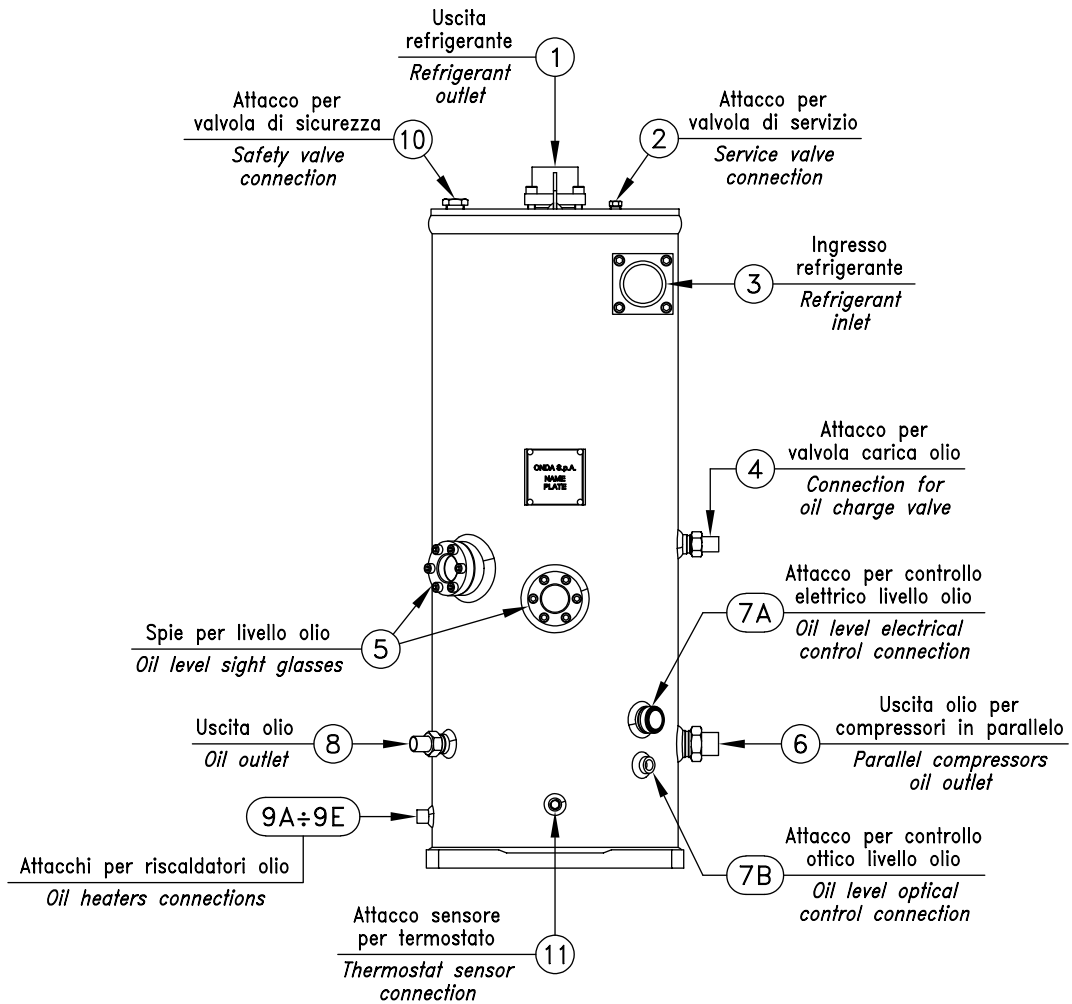 Uscita
refrigerante
Refrigerant
outlet
1
Attacco per
valvola di sicurezza
Safety valve
connection
10
Attacco per
valvola di servizio
Service valve
connection
2
Ingresso
refrigerante
Refrigerant
inlet
3
Attacco per
valvola carica olio
Connection for
oil charge valve
4
ONDA S.p.A.
NAME
PLATE
Attacco per controllo
elettrico livello olio
Oil level electrical
control connection
7A
Spie per livello olio
Oil level sight glasses
5
Uscita olio
Oil outlet
8
Uscita olio per
compressori in parallelo
Parallel compressors
oil outlet
6
9A÷9E
Attacchi per riscaldatori olio
Oil heaters connections
Attacco per controllo
ottico livello olio
Oil level optical
control connection
7B
Attacco sensore
per termostato
Thermostat sensor
connection
11